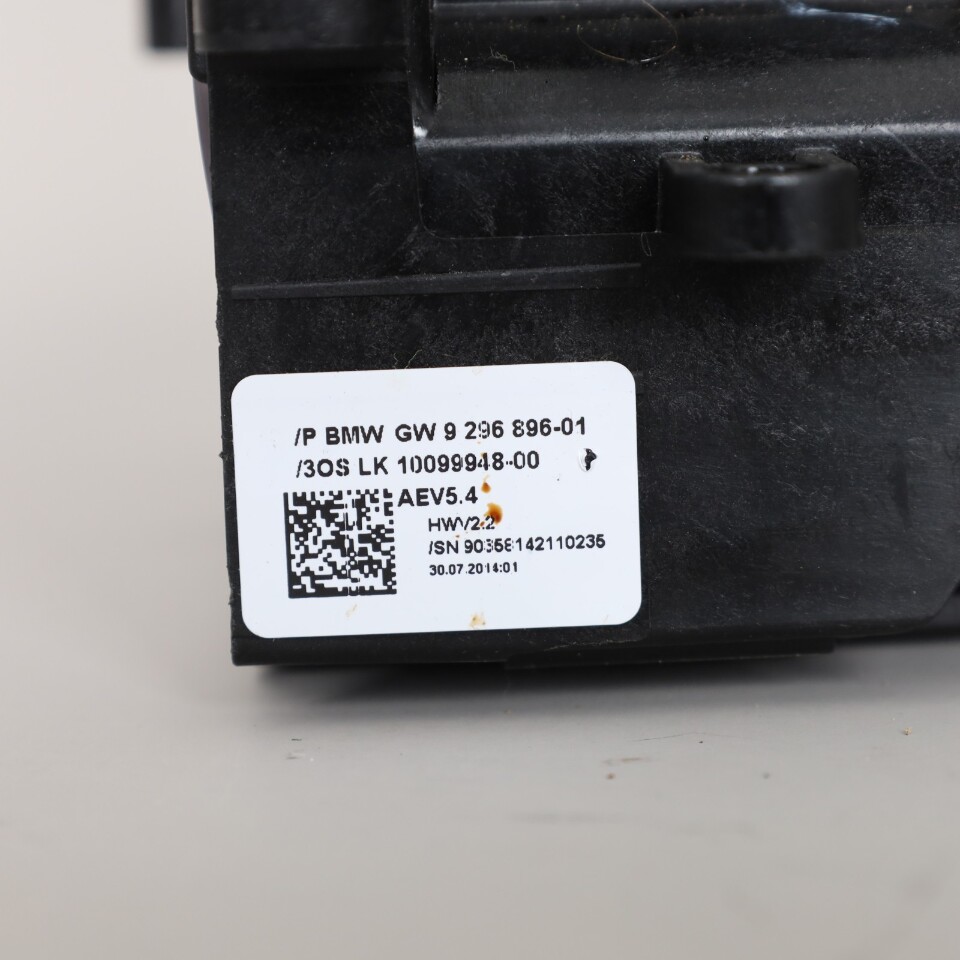 /P BMW GW 9 296 896-01
/3OS LK 10099948-00
AEV5.4
HWV2.2
/SN 90358142110235
30.07.2014:01